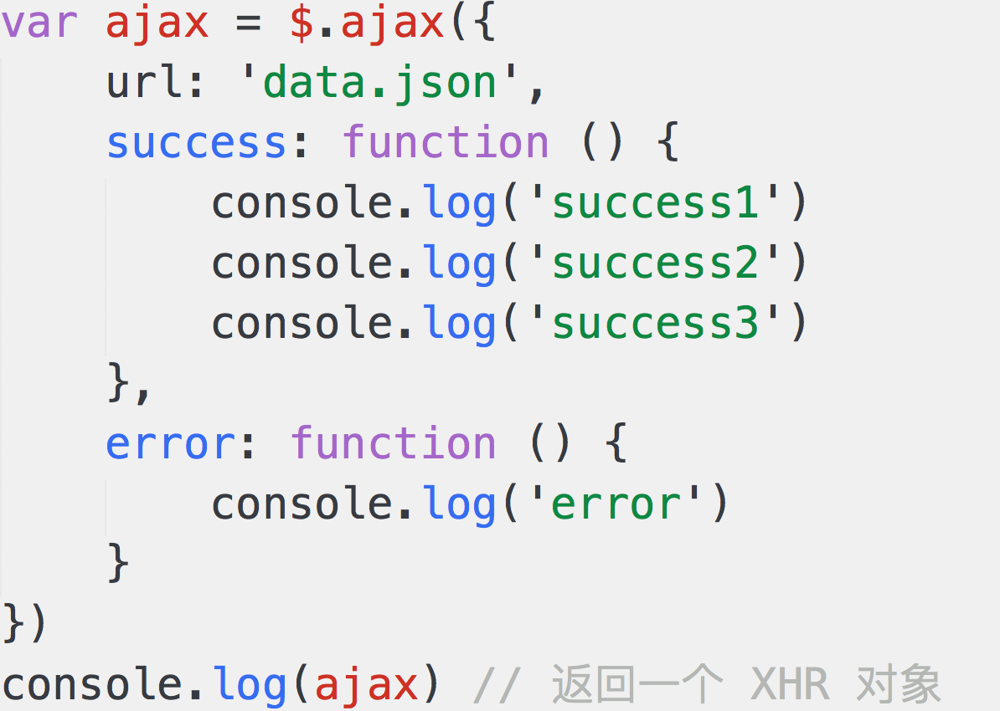 var ajax = $.ajax({
    url: 'data.json',
    success: function () {
        console.log('success1')
        console.log('success2')
        console.log('success3')
    },
    error: function () {
        console.log('error')
    }
})
console.log(ajax) // 返回一个 XHR 对象